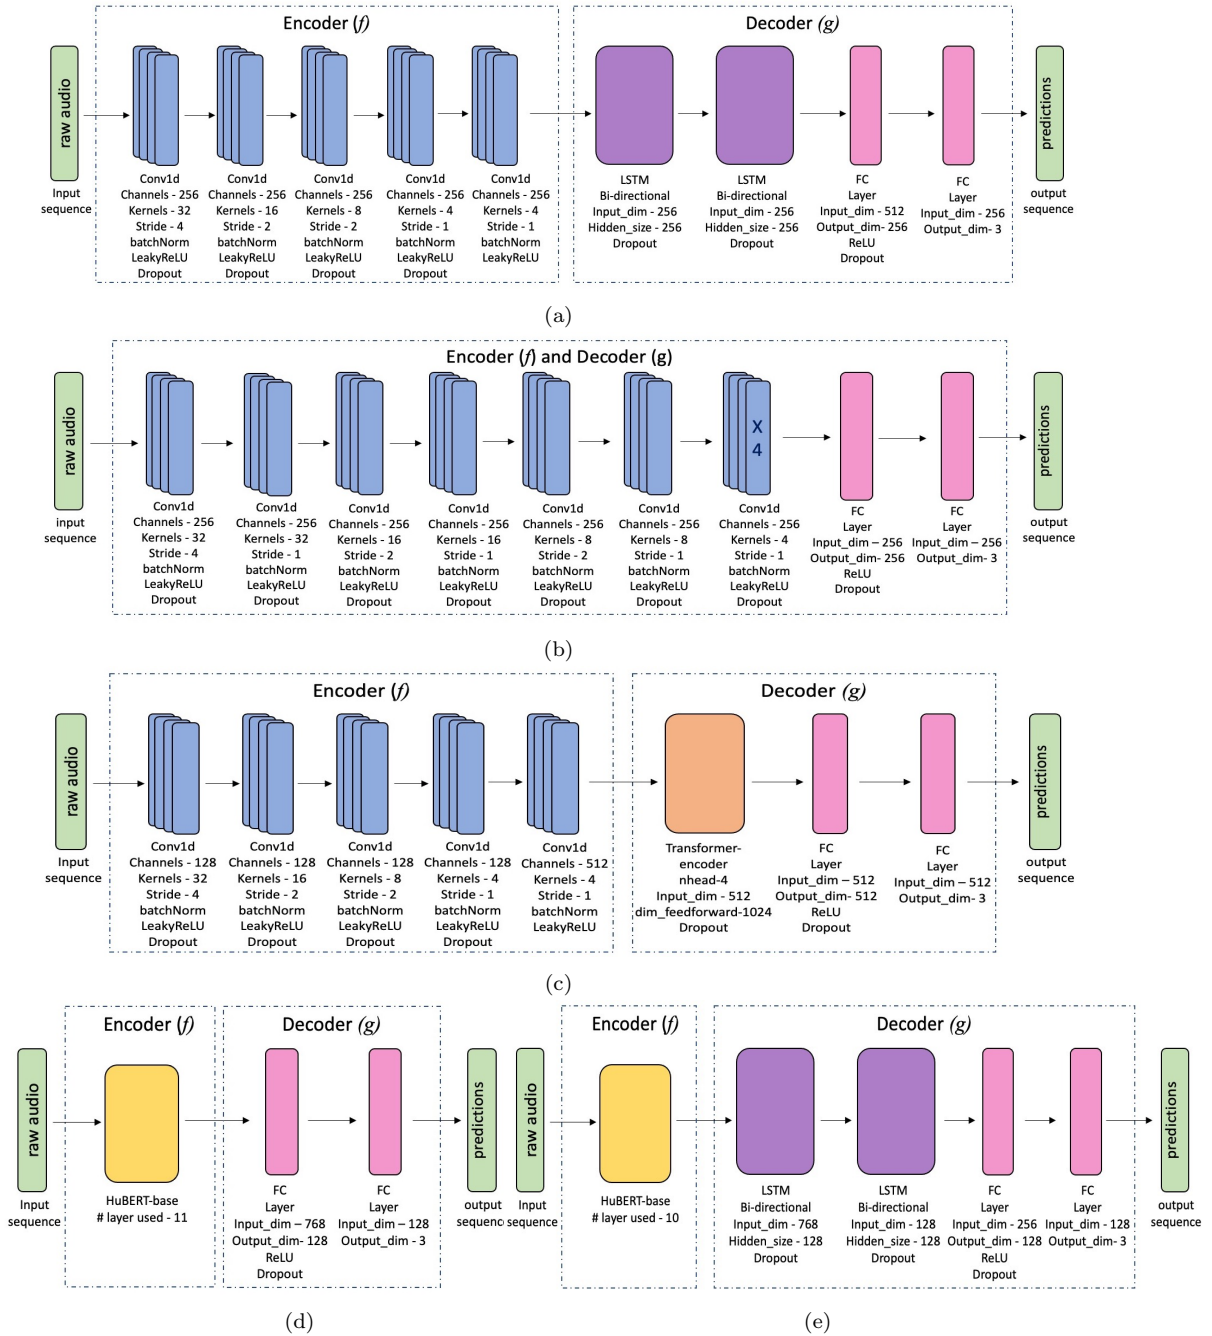 Encoder (f)
Decoder (g)
raw audio
Input
sequence
Conv1d
Channels - 256
Kernels - 32
Stride - 4
batchNorm
LeakyReLU
Dropout
Conv1d
Channels - 256
Kernels - 16
Stride - 2
batchNorm
LeakyReLU
Dropout
Conv1d
Channels - 256
Kernels - 8
Stride - 2
batchNorm
LeakyReLU
Dropout
Conv1d
Channels - 256
Kernels - 4
Stride - 1
batchNorm
LeakyReLU
Dropout
Conv1d
Channels - 256
Kernels - 4
Stride - 1
batchNorm
LeakyReLU
LSTM
Bi-directional
Input_dim - 256
Hidden_size - 256
Dropout
LSTM
Bi-directional
Input_dim - 256
Hidden_size - 256
Dropout
FC
Layer
Input_dim - 512
Output_dim- 256
ReLU
Dropout
FC
Layer
Input_dim - 256
Output_dim- 3
predictions
output
sequence
(a)
Encoder (f) and Decoder (g)
raw audio
input
sequence
Conv1d
Channels - 256
Kernels - 32
Stride - 4
batchNorm
LeakyReLU
Dropout
Conv1d
Channels - 256
Kernels - 32
Stride - 1
batchNorm
LeakyReLU
Dropout
Conv1d
Channels - 256
Kernels - 16
Stride - 2
batchNorm
LeakyReLU
Dropout
Conv1d
Channels - 256
Kernels - 16
Stride - 1
batchNorm
LeakyReLU
Dropout
Conv1d
Channels - 256
Kernels - 8
Stride - 2
batchNorm
LeakyReLU
Dropout
Conv1d
Channels - 256
Kernels - 8
Stride - 1
batchNorm
LeakyReLU
Dropout
X
4
Conv1d
Channels - 256
Kernels - 4
Stride - 1
batchNorm
LeakyReLU
Dropout
FC
Layer
Input_dim – 256
Output_dim- 256
ReLU
Dropout
FC
Layer
Input_dim – 256
Output_dim- 3
predictions
output
sequence
(b)
Encoder (f)
Decoder (g)
raw audio
Input
sequence
Conv1d
Channels - 128
Kernels - 32
Stride - 4
batchNorm
LeakyReLU
Dropout
Conv1d
Channels - 128
Kernels - 16
Stride - 2
batchNorm
LeakyReLU
Dropout
Conv1d
Channels - 128
Kernels - 8
Stride - 2
batchNorm
LeakyReLU
Dropout
Conv1d
Channels - 128
Kernels - 4
Stride - 1
batchNorm
LeakyReLU
Dropout
Conv1d
Channels - 512
Kernels - 4
Stride - 1
batchNorm
LeakyReLU
Transformer-
encoder
nhead-4
Input_dim - 512
dim_feedforward-1024
Dropout
FC
Layer
Input_dim – 512
Output_dim- 512
ReLU
Dropout
FC
Layer
Input_dim – 512
Output_dim- 3
predictions
output
sequence
(c)
Encoder (f)
Decoder (g)
raw audio
Input
sequence
HuBERT-base
# layer used - 11
FC
Layer
Input_dim – 768
Output_dim- 128
ReLU
Dropout
FC
Layer
Input_dim – 128
Output_dim - 3
predictions
output
sequenc
(d)
Encoder (f)
Decoder (g)
raw audio
Input
sequence
HuBERT-base
# layer used - 10
LSTM
Bi-directional
Input_dim - 768
Hidden_size - 128
Dropout
LSTM
Bi-directional
Input_dim - 128
Hidden_size - 128
Dropout
FC
Layer
Input_dim - 256
Output_dim- 128
ReLU
Dropout
FC
Layer
Input_dim - 128
Output_dim- 3
predictions
output
sequence
(e)